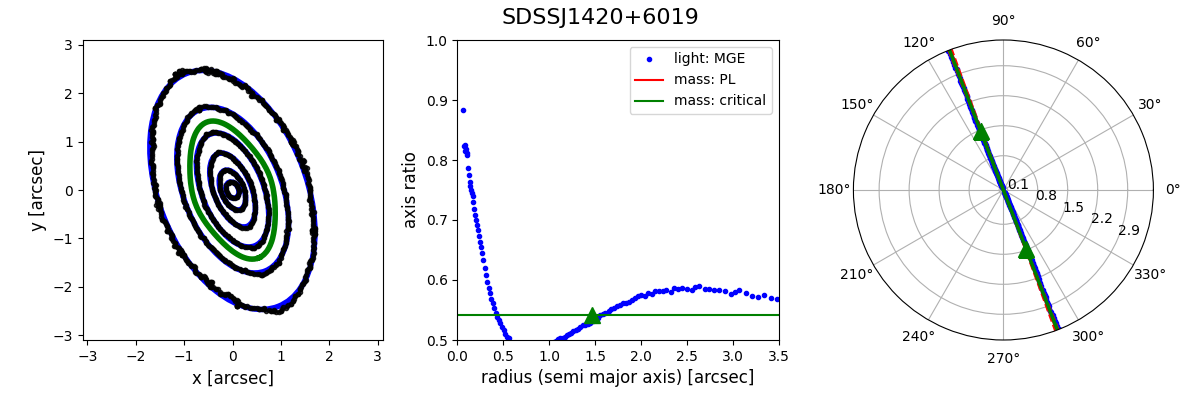 SDSSJ1420+6019
3
2
1
0
−1
−2
−3
y [arcsec]
−3 −2 −1 0 1 2 3
x [arcsec]
1.0
0.9
0.8
0.7
0.6
0.5
axis ratio
light: MGE
mass: PL
mass: critical
0.0 0.5 1.0 1.5 2.0 2.5 3.0 3.5
radius (semi major axis) [arcsec]
90°
120° 60°
150° 30°
180° 0°
0.1 0.8 1.5 2.2 2.9
210° 330°
240° 300°
270°